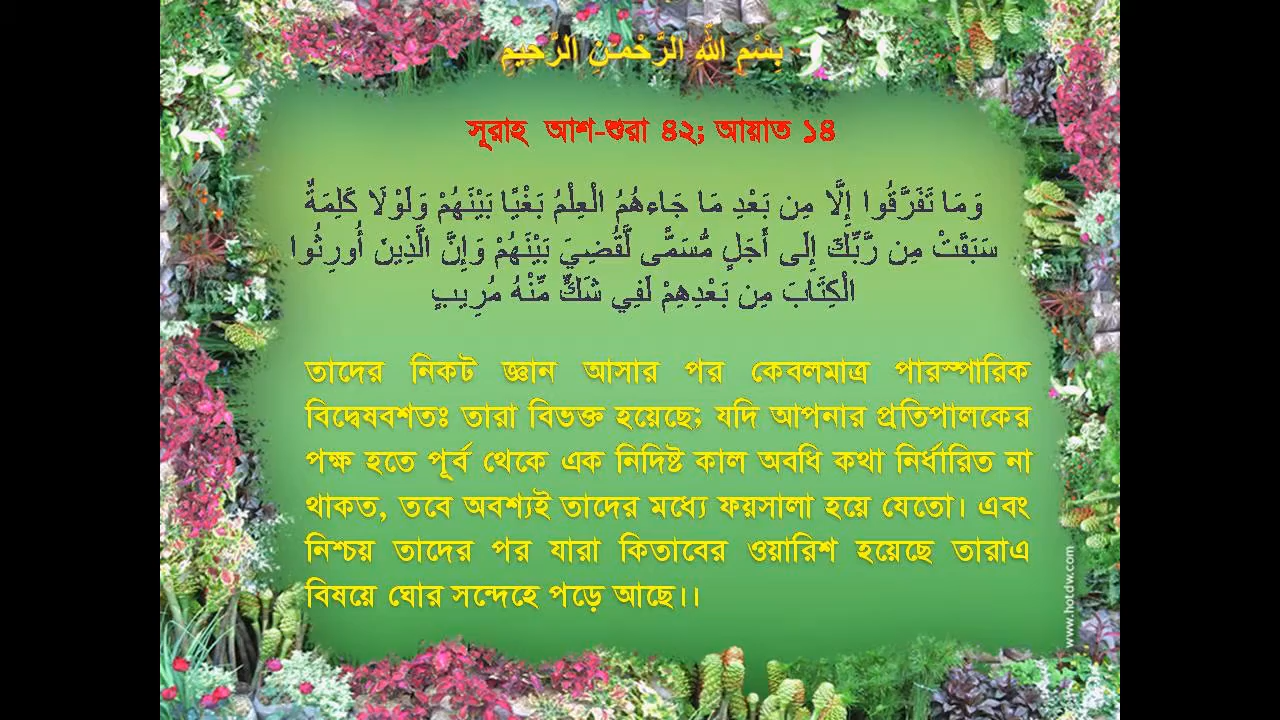 بِسْمِ اللَّهِ الرَّحْمَـٰنِ الرَّحِيمِ
সূরাহ আশ-শুরা ৪২; আয়াত ১৪
وَمَا تَفَرَّقُوا إِلَّا مِن بَعْدِ مَا جَاءهُمُ الْعِلْمُ بَغْيًا بَيْنَهُمْ وَلَوْلَا كَلِمَةٌ
سَبَقَتْ مِن رَّبِّكَ إِلَى أَجَلٍ مُّسَمًّى لَّقُضِيَ بَيْنَهُمْ وَإِنَّ الَّذِينَ أُورِثُوا
الْكِتَابَ مِن بَعْدِهِمْ لَفِي شَكٍّ مِّنْهُ مُرِيبٍ
তাদের নিকট জ্ঞান আসার পর কেবলমাত্র পারস্পারিক
বিদ্বেষবশতঃ তারা বিভক্ত হয়েছে; যদি আপনার প্রতিপালকের
পক্ষ হতে পূর্ব থেকে এক নিদিষ্ট কাল অবধি কথা নির্ধারিত না
থাকত, তবে অবশ্যই তাদের মধ্যে ফয়সালা হয়ে যেতো। এবং
নিশ্চয় তাদের পর যারা কিতাবের ওয়ারিশ হয়েছে তারাএ
বিষয়ে ঘোর সন্দেহে পড়ে আছে।।
www.hotdw.com